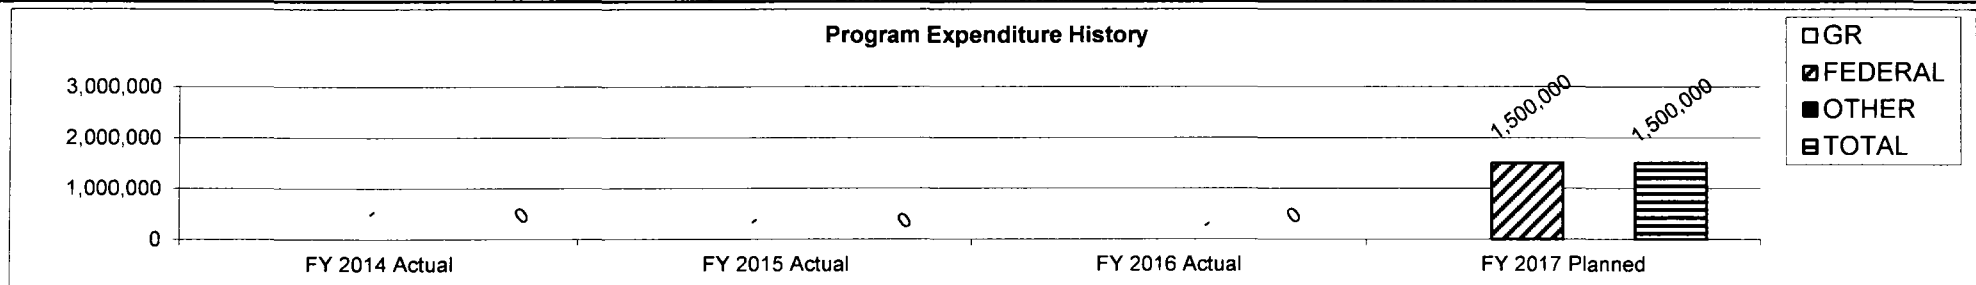 Program Expenditure History
GR
FEDERAL
OTHER
TOTAL
3,000,000
2,000,000
1,000,000
0
1,500,000
1,500,000
- 0
- 0
- 0
FY 2014 Actual
FY 2015 Actual
FY 2016 Actual
FY 2017 Planned